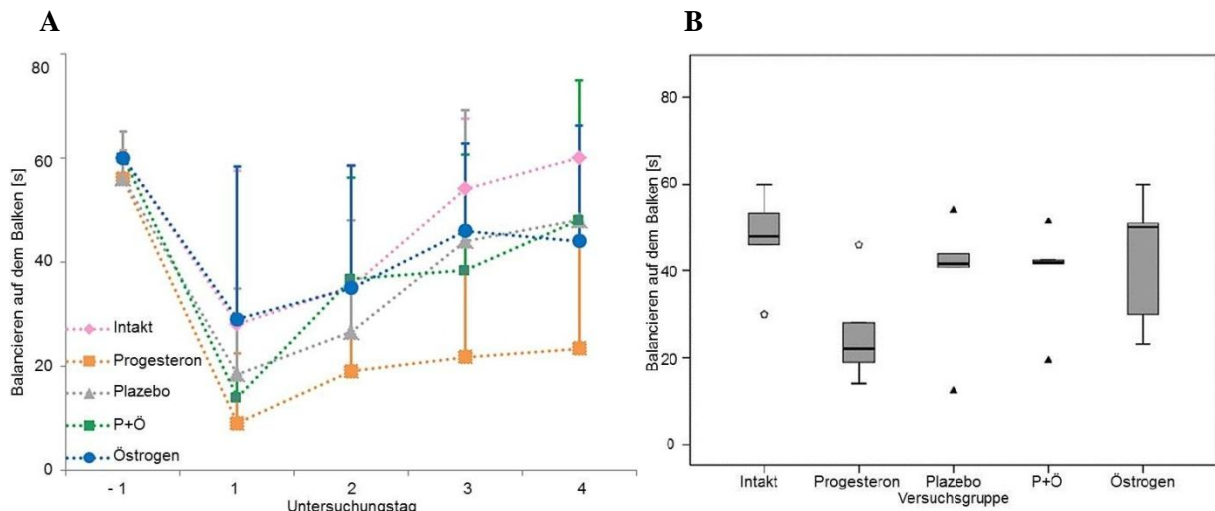 A
B
80
60
40
20
0
Balancieren auf dem Balken [s]
Intakt
Progesteron
Plazebo
P+Ö
Östrogen
- 1
1
2
3
4
Untersuchungstag
80
60
40
20
0
Balancieren auf dem Balken [s]
Intakt
Progesteron
Plazebo
P+Ö
Östrogen
Versuchsgruppe